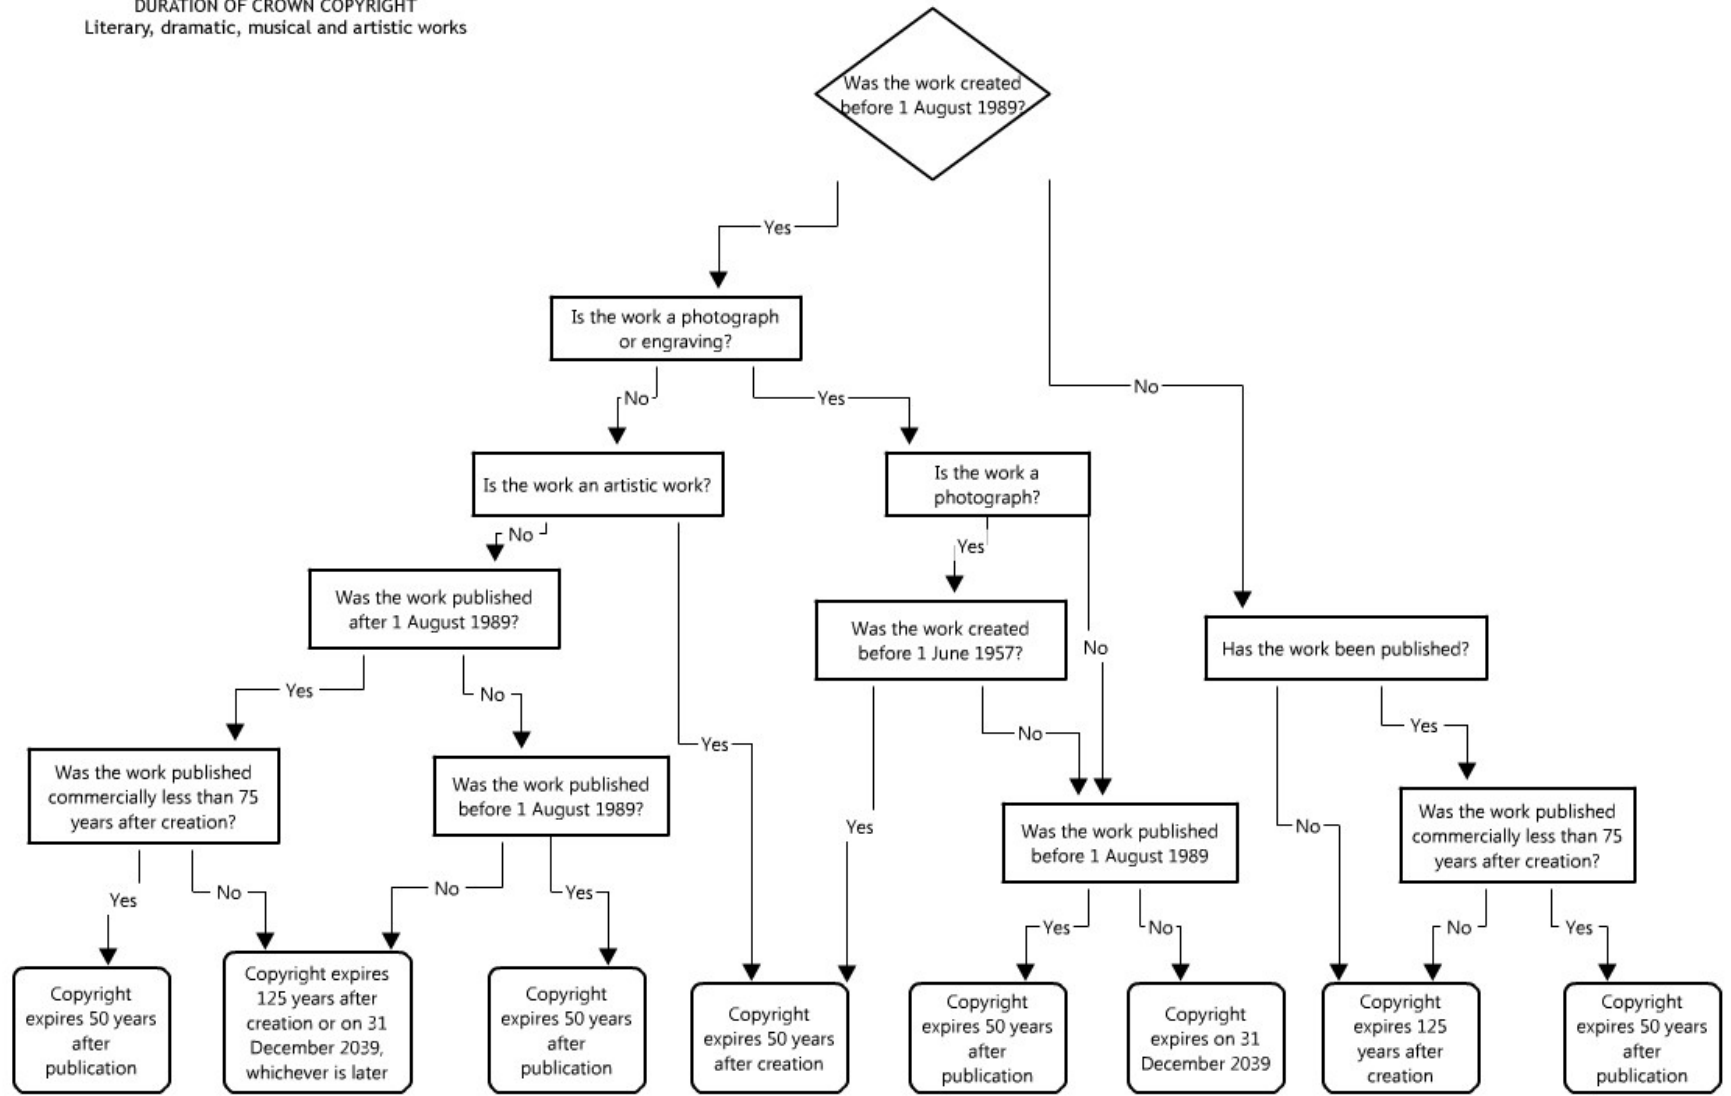 DURATION OF CROWN COPYRIGHT
Literary, dramatic, musical and artistic works
Was the work created
before 1 August 1989?
Yes
Is the work a photograph
or engraving?
No
No
Yes
Is the work an artistic work?
Is the work a
photograph?
No
Yes
Was the work published
after 1 August 1989?
Was the work created
before 1 June 1957?
No
Has the work been published?
Yes
No
Yes
No
Yes
Was the work published
commercially less than 75
years after creation?
Was the work published
before 1 August 1989?
Yes
Was the work published
before 1 August 1989
No
Was the work published
commercially less than 75
years after creation?
Yes
No
No
Yes
Yes
No
No
Yes
Copyright
expires 50 years
after
publication
Copyright expires
125 years after
creation or on 31
December 2039,
whichever is later
Copyright
expires 50 years
after
publication
Copyright
expires 50 years
after creation
Copyright
expires 50 years
after
publication
Copyright
expires on 31
December 2039
Copyright
expires 125
years after
creation
Copyright
expires 50 years
after
publication